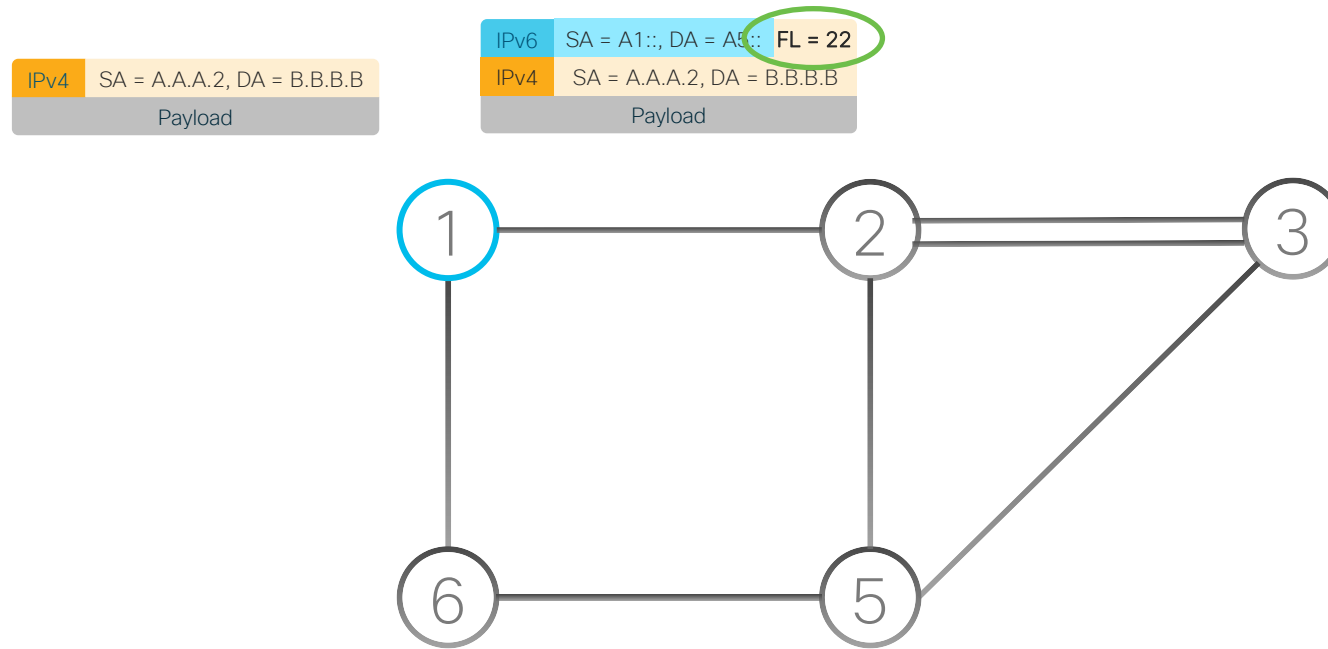 IPv4 SA = A.A.A.2, DA = B.B.B.B
Payload
IPv6 SA = A1::, DA = A5:: FL = 22
IPv4 SA = A.A.A.2, DA = B.B.B.B
Payload
1
2
3
6
5